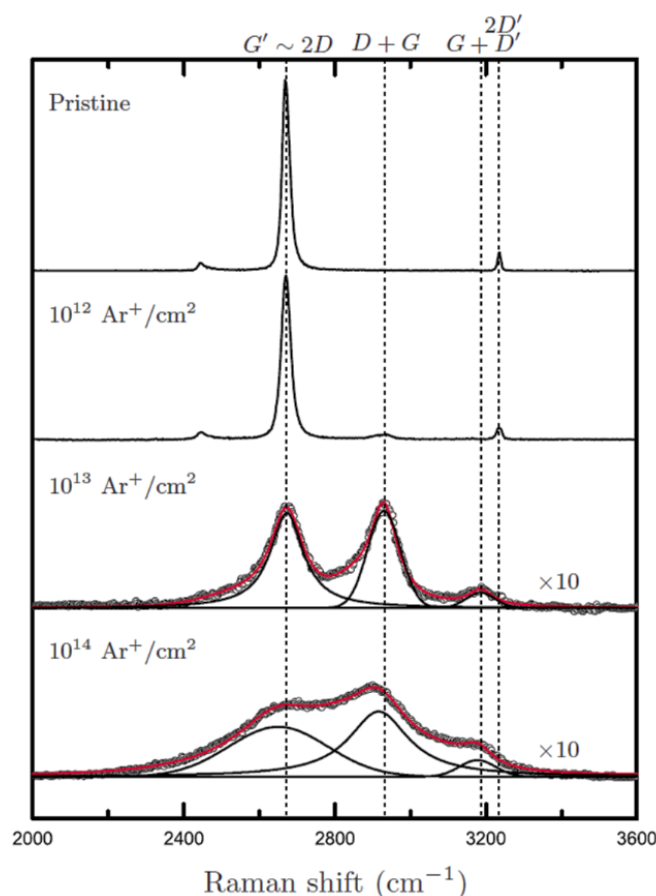 2D′
G′ ∼ 2D D + G G + D′
Pristine
10¹² Ar⁺/cm²
10¹³ Ar⁺/cm²
×10
10¹⁴ Ar⁺/cm²
×10
2000 2400 2800 3200 3600
Raman shift (cm⁻¹)